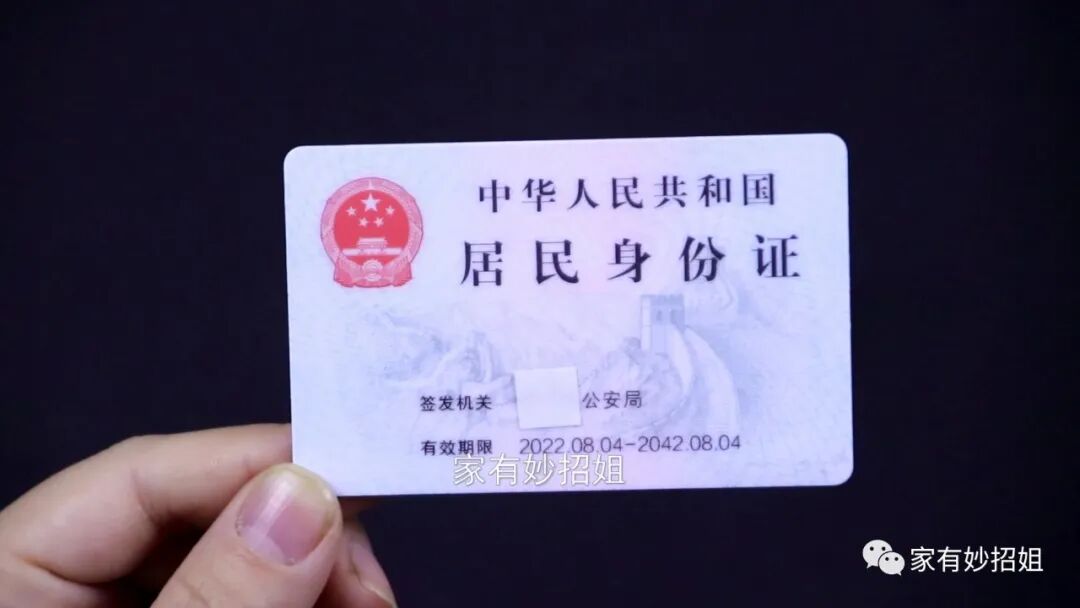 中华人民共和国
居民身份证
签发机关 公安局
有效期限 2022.08.04-2042.08.04
家有妙招姐
家有妙招姐